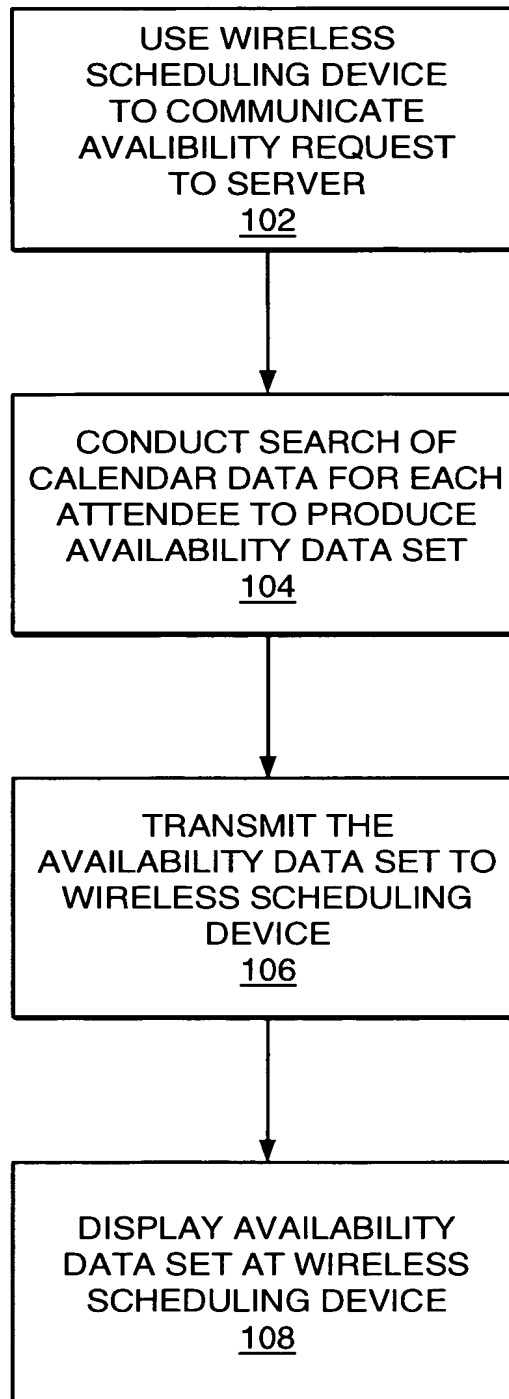 USE WIRELESS
SCHEDULING DEVICE
TO COMMUNICATE
AVALIBILITY REQUEST
TO SERVER
102
CONDUCT SEARCH OF
CALENDAR DATA FOR EACH
ATTENDEE TO PRODUCE
AVAILABILITY DATA SET
104
TRANSMIT THE
AVAILABILITY DATA SET TO
WIRELESS SCHEDULING
DEVICE
106
DISPLAY AVAILABILITY
DATA SET AT WIRELESS
SCHEDULING DEVICE
108